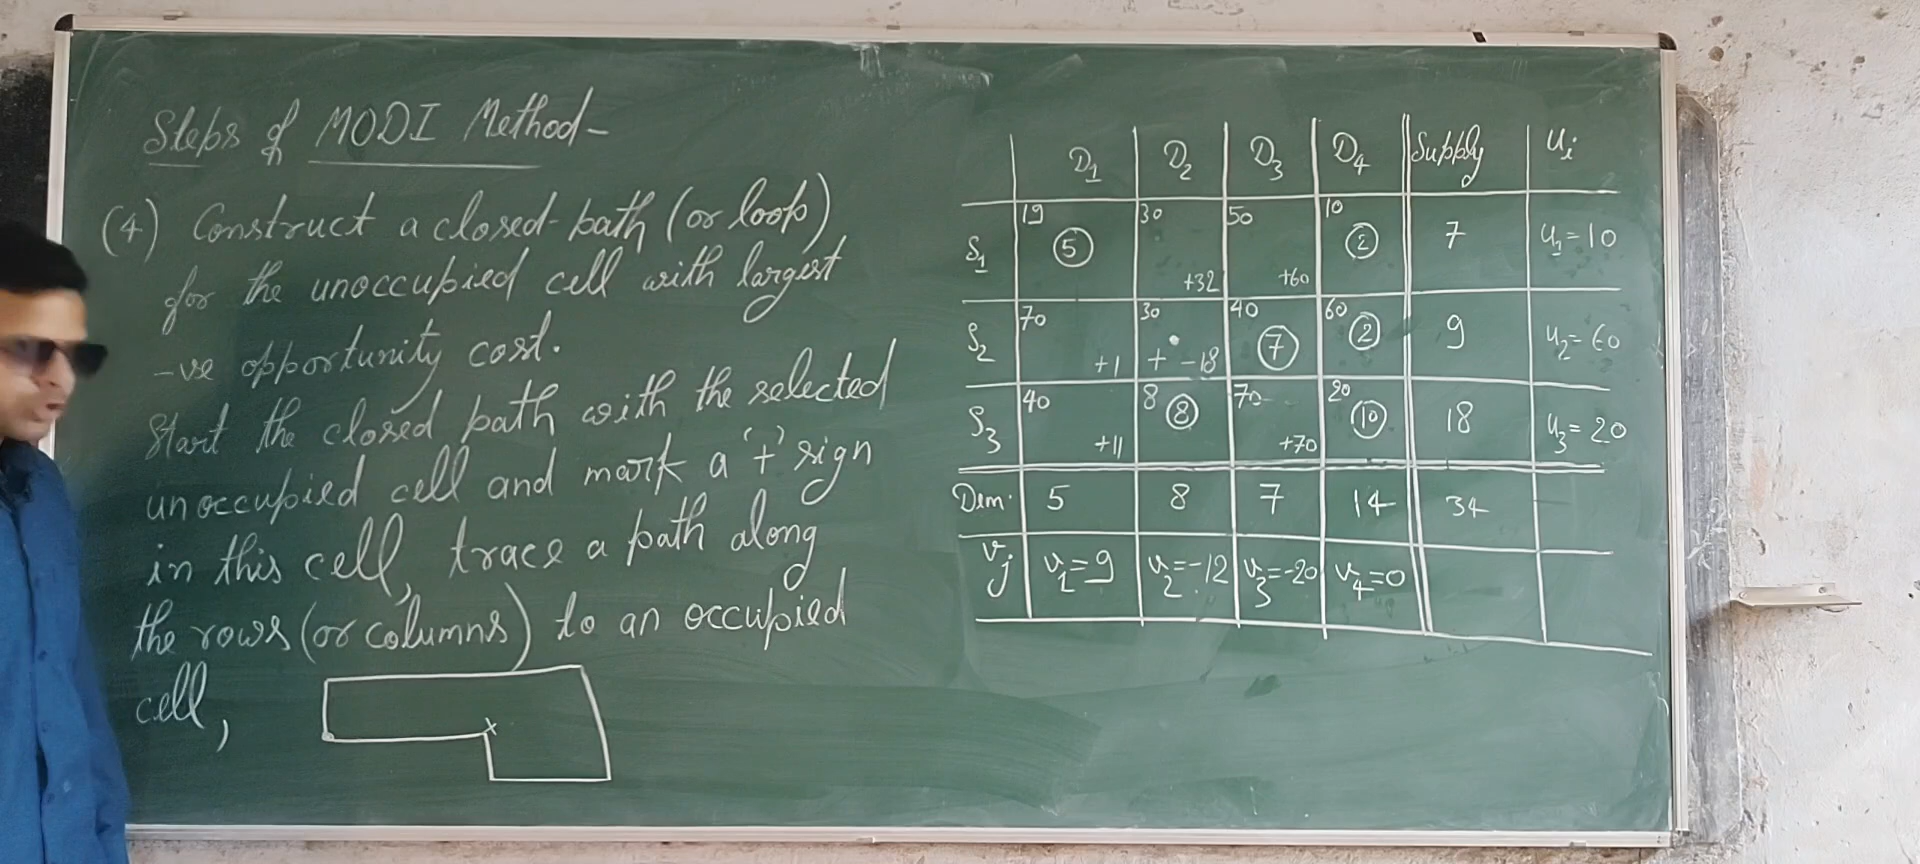 Steps of MODI Method-
(4) Construct a closed-path (or loop)
for the unoccupied cell with largest
-ve opportunity cost.
Start the closed path with the selected
unoccupied cell and mark a '+' sign
in this cell, trace a path along
the rows (or columns) to an occupied
cell,
D1 D2 D3 D4 Supply ui
S1 19 5 30 +32 50 +60 10 2 7 u1=10
S2 70 +1 30 + -18 40 7 60 2 9 u2=60
S3 40 +11 8 8 70 +70 20 10 18 u3=20
Dem. 5 8 7 14 34
vj v1=9 v2=-12 v3=-20 v4=0